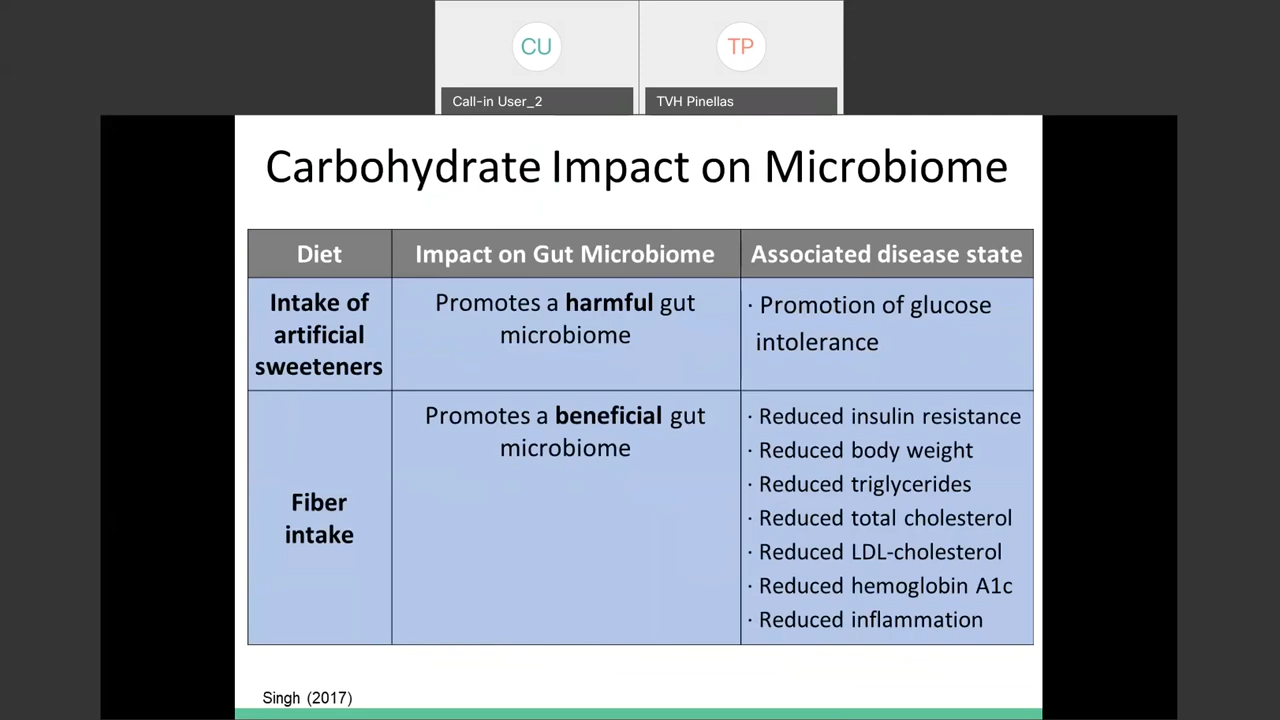 CU
TP
Call-in User_2
TVH Pinellas
Carbohydrate Impact on Microbiome
Diet
Impact on Gut Microbiome
Associated disease state
Intake of
artificial
sweeteners
Promotes a harmful gut
microbiome
· Promotion of glucose
intolerance
Fiber
intake
Promotes a beneficial gut
microbiome
· Reduced insulin resistance
· Reduced body weight
· Reduced triglycerides
· Reduced total cholesterol
· Reduced LDL-cholesterol
· Reduced hemoglobin A1c
· Reduced inflammation
Singh (2017)